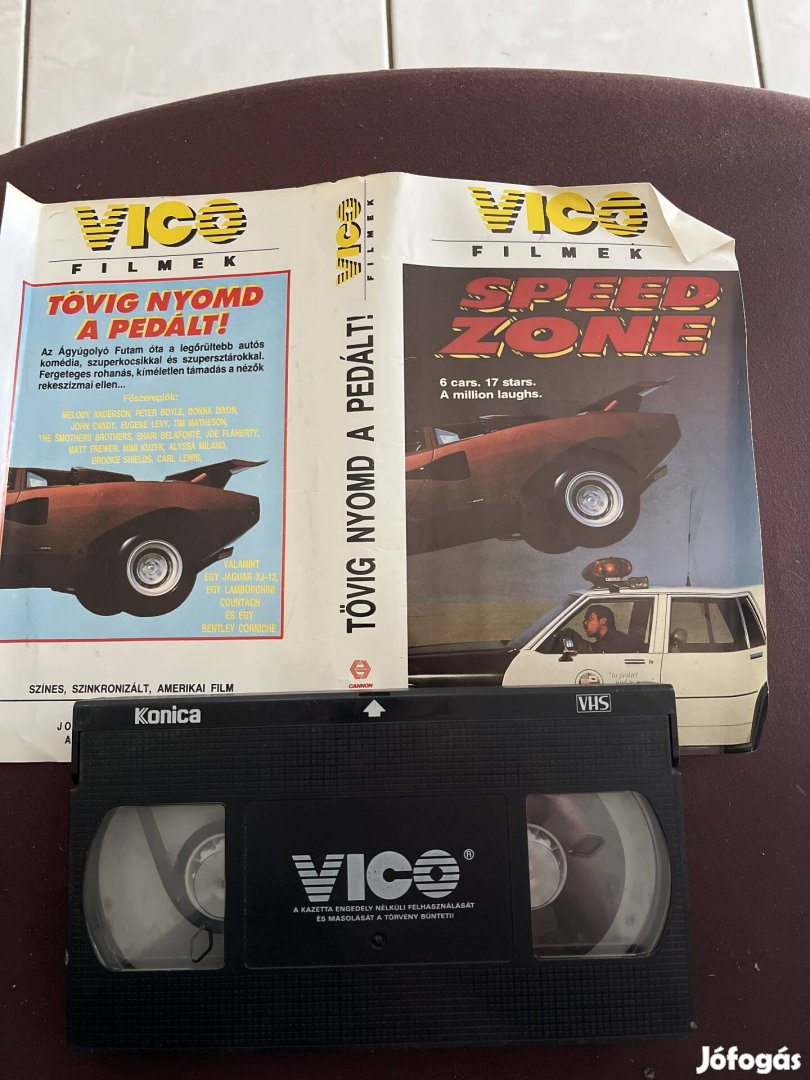 VICO
FILMEK
TÖVIG NYOMD
A PEDÁLT!
Az Ágyúgolyó Futam óta a legőrültebb autós
komédia, szuperkocsikkal és szupersztárokkal.
Fergeteges rohanás, kíméletlen támadás a nézők
rekeszizmai ellen...
Főszereplők:
MELODY ANDERSON, PETER BOYLE, DONNA DIXON,
JOHN CANDY, EUGENE LEVY, TIM MATHESON,
THE SMOTHERS BROTHERS, SHARI BELAFONTE, JOE FLAHERTY,
MATT FREWER, MIMI KUZYK, ALYSSA MILANO,
BROOKE SHIELDS, CARL LEWIS,
VALAMINT
EGY JAGUAR XJ-12,
EGY LAMBORGHINI
COUNTACH
ÉS EGY
BENTLEY CORNICHE
SZÍNES, SZINKRONIZÁLT, AMERIKAI FILM
VICO
FILMEK
TÖVIG NYOMD A PEDÁLT!
CANNON
VICO
FILMEK
SPEED
ZONE
6 cars. 17 stars.
A million laughs.
Konica
VHS
VICO®
A KAZETTA ENGEDÉLY NÉLKÜLI FELHASZNÁLÁSÁT
ÉS MÁSOLÁSÁT A TÖRVÉNY BÜNTETI!
Jófogás